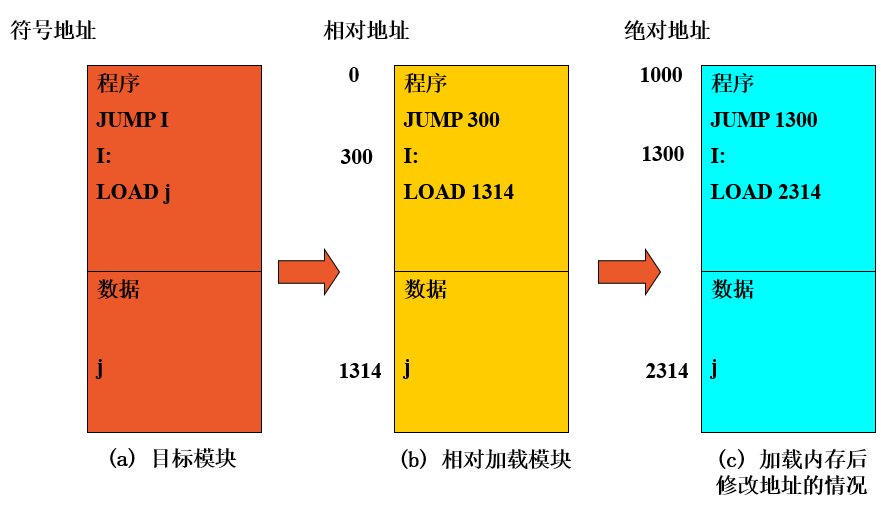 符号地址
程序
JUMP I
I:
LOAD j
数据
j
(a) 目标模块
相对地址
0
程序
JUMP 300
300
I:
LOAD 1314
数据
1314
j
(b) 相对加载模块
绝对地址
1000
程序
JUMP 1300
1300
I:
LOAD 2314
数据
2314
j
(c) 加载内存后
修改地址的情况